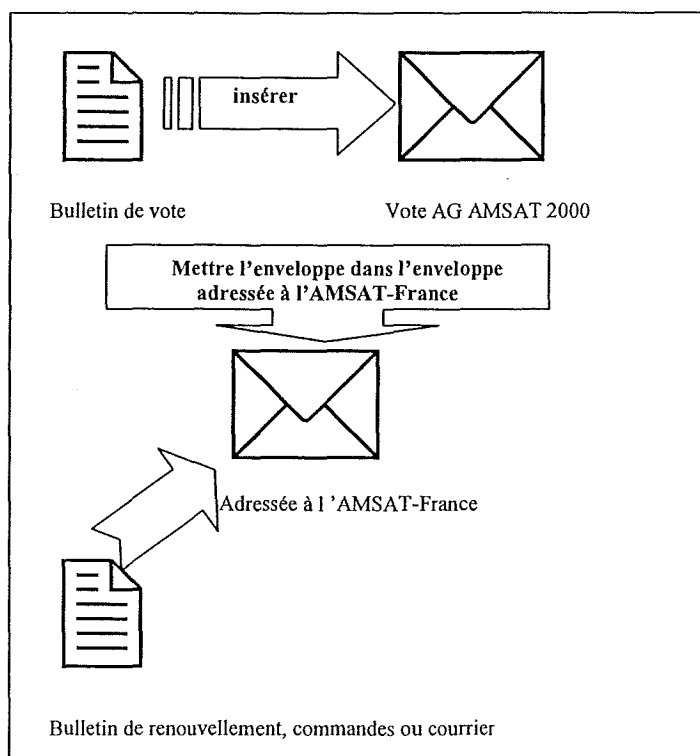 insérer
Bulletin de vote
Vote AG AMSAT 2000
Mettre l'enveloppe dans l'enveloppe
adressée à l'AMSAT-France
Adressée à l 'AMSAT-France
Bulletin de renouvellement, commandes ou courrier